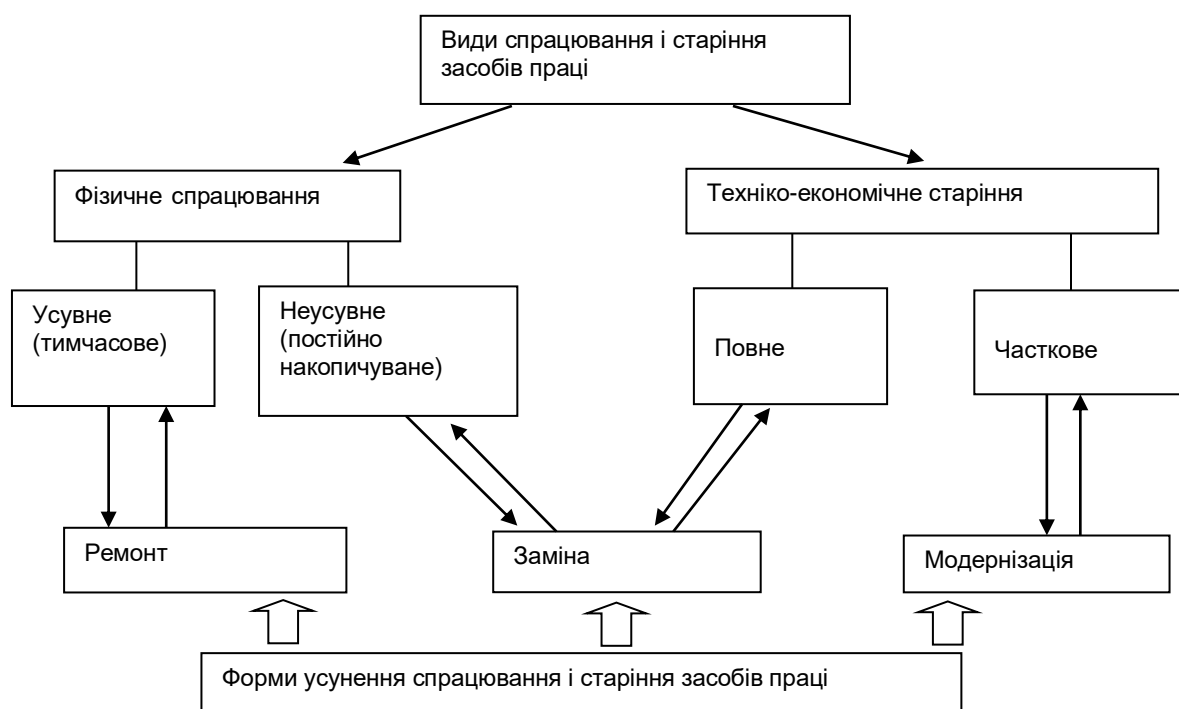 Види спрацювання і старіння
засобів праці
Фізичне спрацювання
Техніко-економічне старіння
Усувне
(тимчасове)
Неусувне
(постійно
накопичуване)
Повне
Часткове
Ремонт
Заміна
Модернізація
Форми усунення спрацювання і старіння засобів праці